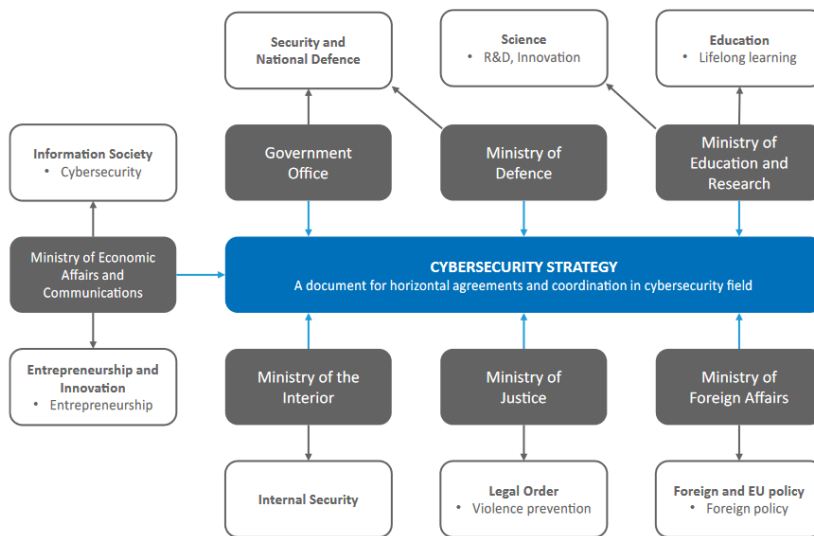 Security and
National Defence
Science
• R&D, Innovation
Education
• Lifelong learning
Information Society
• Cybersecurity
Government
Office
Ministry of
Defence
Ministry of
Education and
Research
Ministry of Economic
Affairs and
Communications
CYBERSECURITY STRATEGY
A document for horizontal agreements and coordination in cybersecurity field
Entrepreneurship and
Innovation
• Entrepreneurship
Ministry of the
Interior
Ministry of
Justice
Ministry of
Foreign Affairs
Internal Security
Legal Order
• Violence prevention
Foreign and EU policy
• Foreign policy